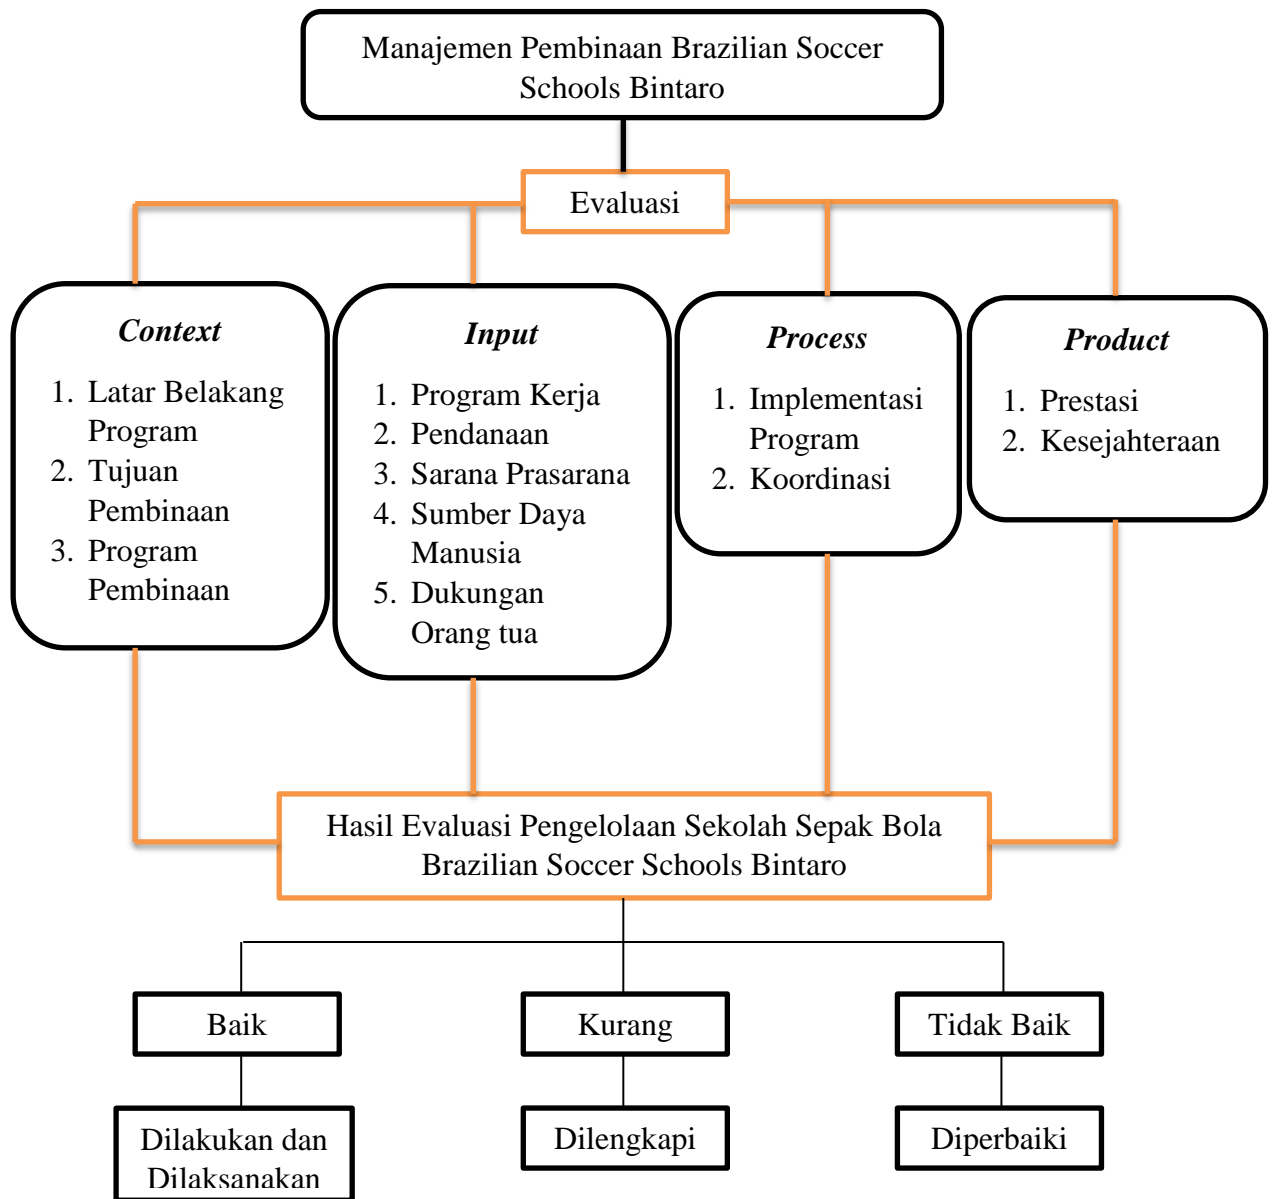 Manajemen Pembinaan Brazilian Soccer
Schools Bintaro
Evaluasi
Context
1. Latar Belakang
Program
2. Tujuan
Pembinaan
3. Program
Pembinaan
Input
1. Program Kerja
2. Pendanaan
3. Sarana Prasarana
4. Sumber Daya
Manusia
5. Dukungan
Orang tua
Process
1. Implementasi
Program
2. Koordinasi
Product
1. Prestasi
2. Kesejahteraan
Hasil Evaluasi Pengelolaan Sekolah Sepak Bola
Brazilian Soccer Schools Bintaro
Baik
Kurang
Tidak Baik
Dilakukan dan
Dilaksanakan
Dilengkapi
Diperbaiki